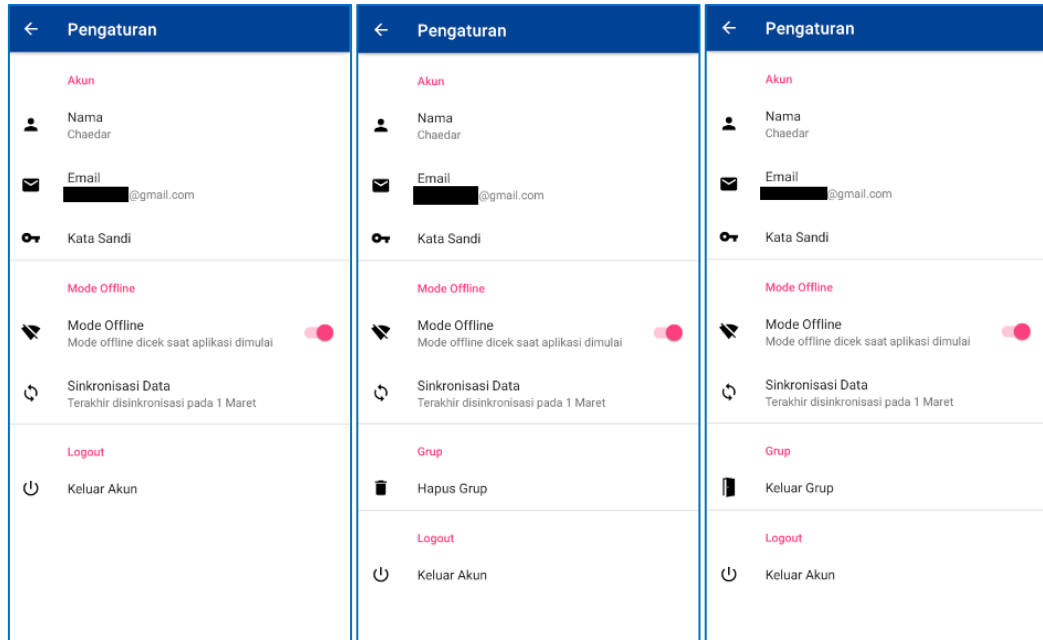 Pengaturan
Akun
Nama
Chaedar
Email
@gmail.com
Kata Sandi
Mode Offline
Mode Offline
Mode offline dicek saat aplikasi dimulai
Sinkronisasi Data
Terakhir disinkronisasi pada 1 Maret
Logout
Keluar Akun
Pengaturan
Akun
Nama
Chaedar
Email
@gmail.com
Kata Sandi
Mode Offline
Mode Offline
Mode offline dicek saat aplikasi dimulai
Sinkronisasi Data
Terakhir disinkronisasi pada 1 Maret
Grup
Hapus Grup
Logout
Keluar Akun
Pengaturan
Akun
Nama
Chaedar
Email
@gmail.com
Kata Sandi
Mode Offline
Mode Offline
Mode offline dicek saat aplikasi dimulai
Sinkronisasi Data
Terakhir disinkronisasi pada 1 Maret
Grup
Keluar Grup
Logout
Keluar Akun